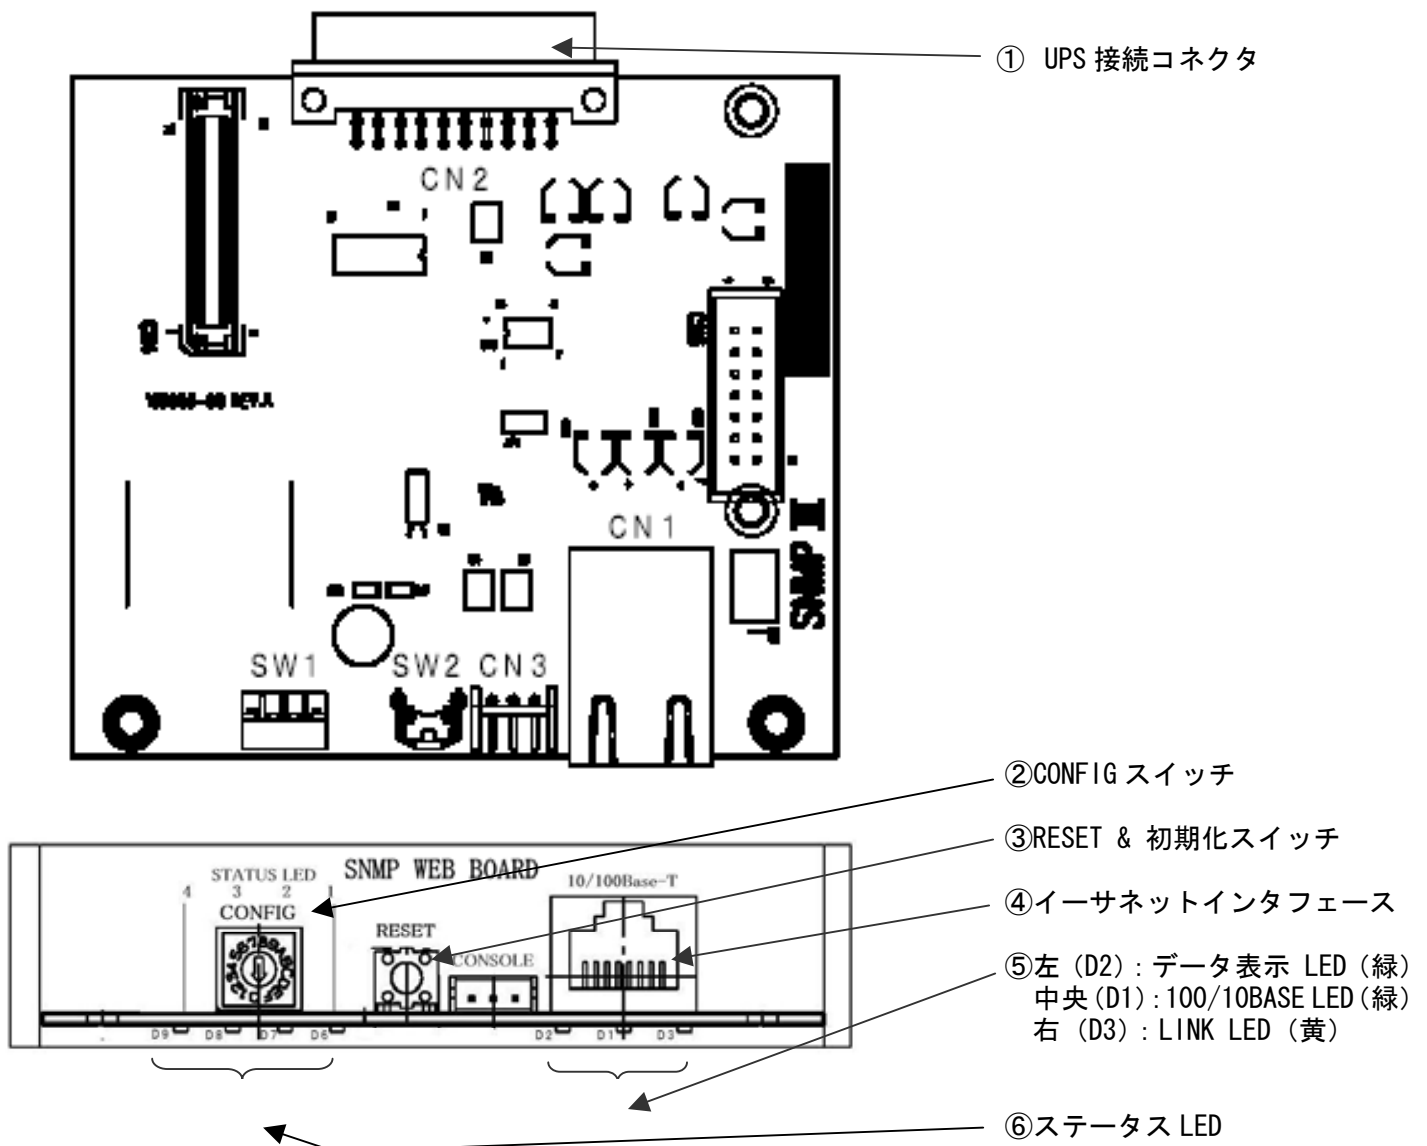 ① UPS 接続コネクタ
CN2
CN1
SNMP II
SW1
SW2
CN3
②CONFIG スイッチ
③RESET & 初期化スイッチ
STATUS LED
SNMP WEB BOARD
10/100Base-T
4 3 2 1
CONFIG
④イーサネットインタフェース
RESET
CONSOLE
⑤左 (D2) : データ表示 LED (緑)
中央(D1) : 100/10BASE LED(緑)
右 (D3) : LINK LED (黄)
D9 D8 D7 D6 D2 D1 D3
⑥ステータス LED